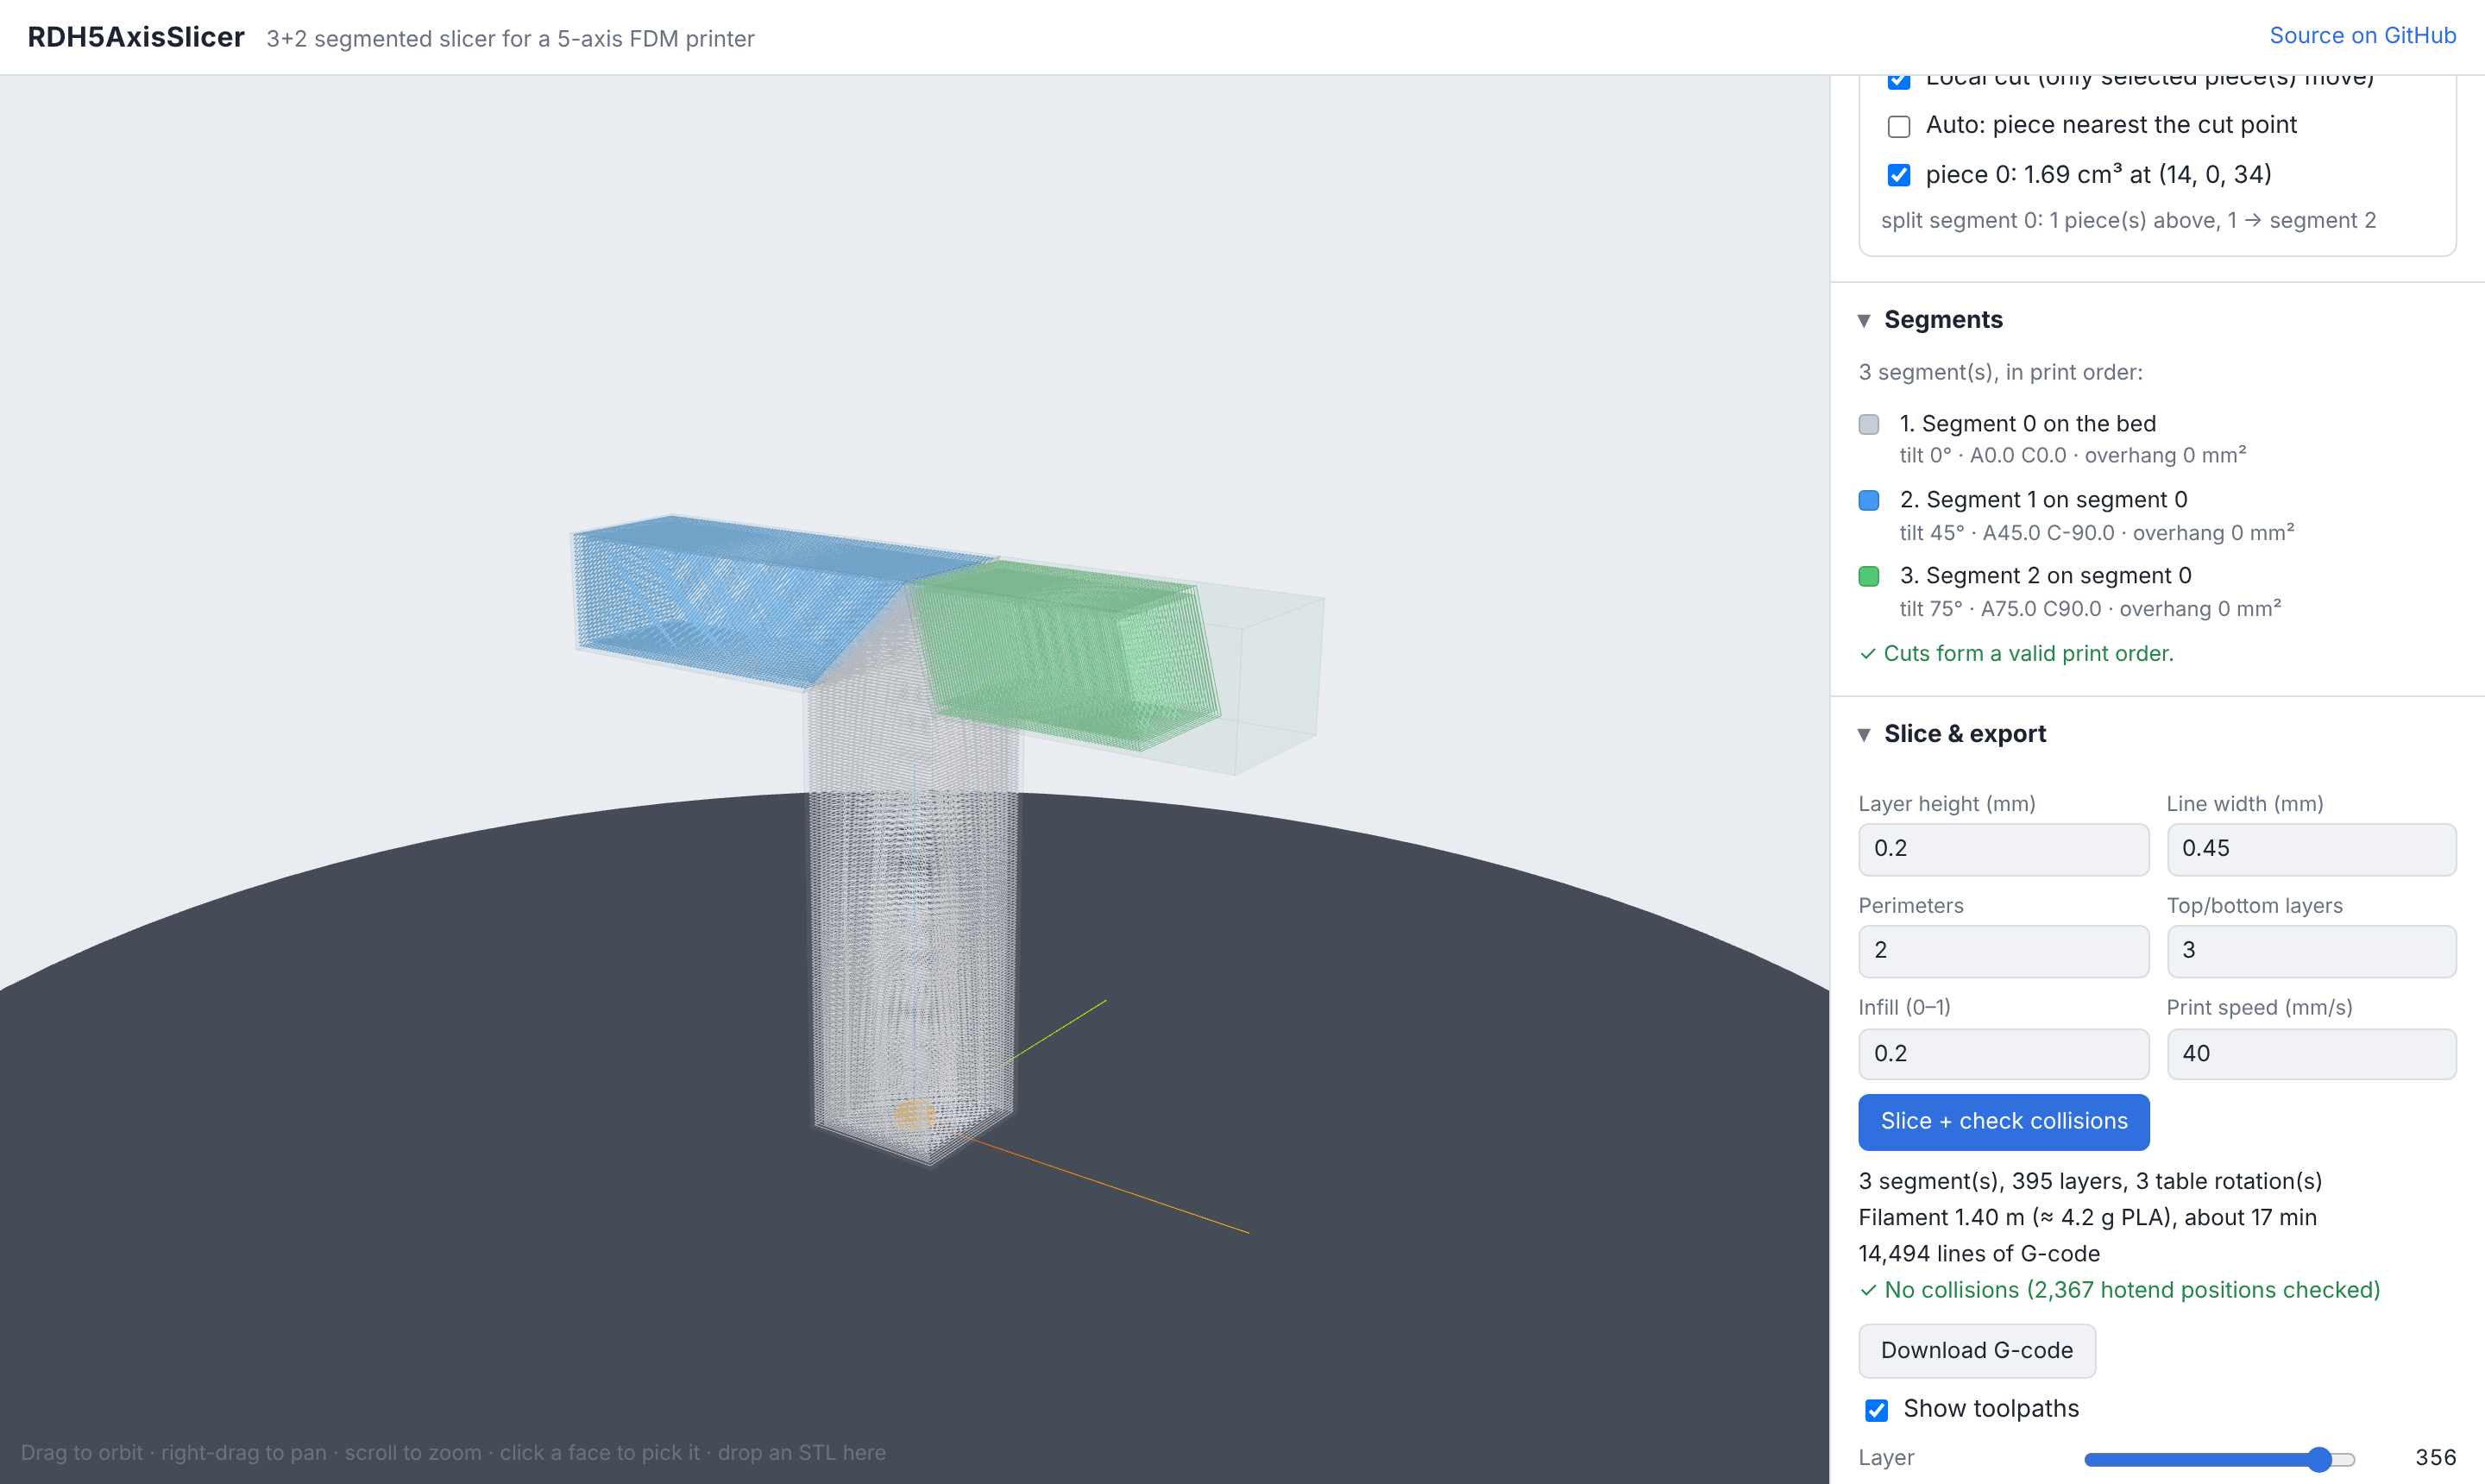 RDH5AxisSlicer 3+2 segmented slicer for a 5-axis FDM printer
Source on GitHub
Local cut (only selected piece(s) move)
Auto: piece nearest the cut point
piece 0: 1.69 cm³ at (14, 0, 34)
split segment 0: 1 piece(s) above, 1 → segment 2
▼ Segments
3 segment(s), in print order:
1. Segment 0 on the bed
tilt 0° · A0.0 C0.0 · overhang 0 mm²
2. Segment 1 on segment 0
tilt 45° · A45.0 C-90.0 · overhang 0 mm²
3. Segment 2 on segment 0
tilt 75° · A75.0 C90.0 · overhang 0 mm²
✓ Cuts form a valid print order.
▼ Slice & export
Layer height (mm) Line width (mm)
0.2 0.45
Perimeters Top/bottom layers
2 3
Infill (0–1) Print speed (mm/s)
0.2 40
Slice + check collisions
3 segment(s), 395 layers, 3 table rotation(s)
Filament 1.40 m (≈ 4.2 g PLA), about 17 min
14,494 lines of G-code
✓ No collisions (2,367 hotend positions checked)
Download G-code
Show toolpaths
Layer 356
Drag to orbit · right-drag to pan · scroll to zoom · click a face to pick it · drop an STL here